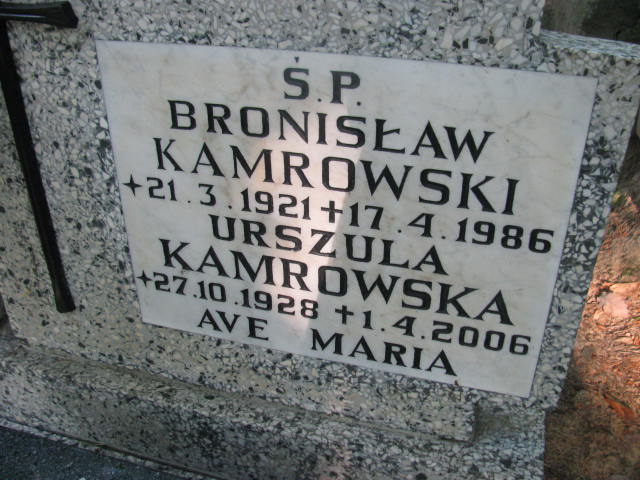 Ś.P.
BRONISŁAW
KAMROWSKI
+21.3.1921 +17.4.1986
URSZULA
KAMROWSKA
+27.10.1928 +1.4.2006
AVE MARIA